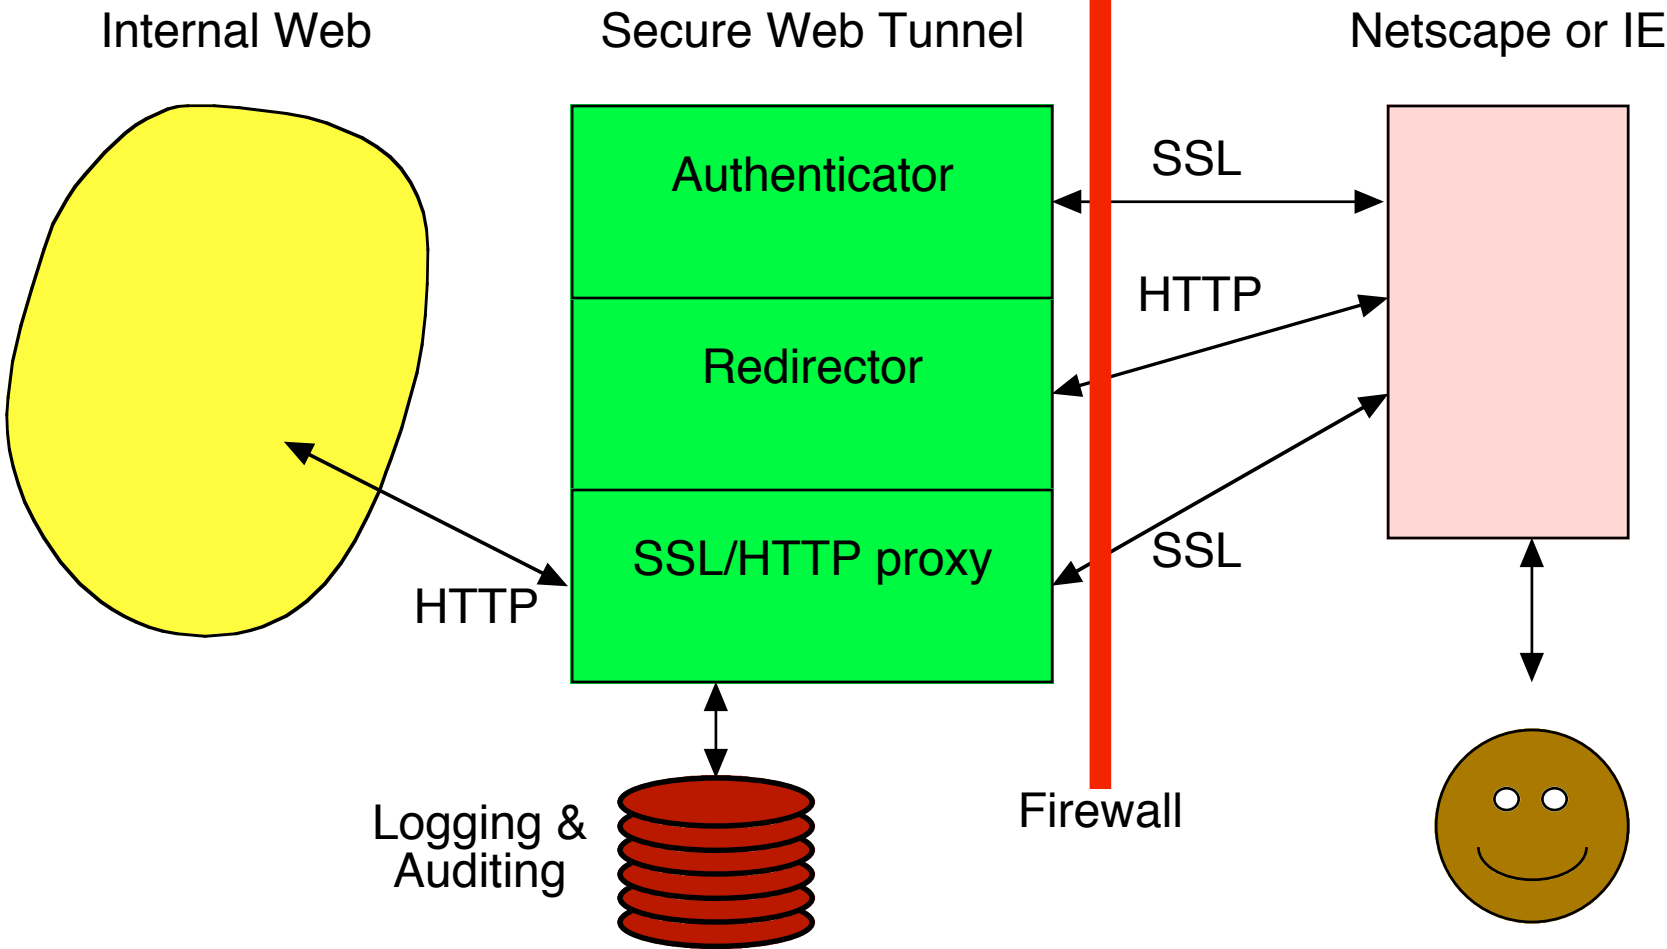 Internal Web
Secure Web Tunnel
Netscape or IE
Authenticator
SSL
HTTP
Redirector
SSL/HTTP proxy
SSL
HTTP
Logging &
Auditing
Firewall